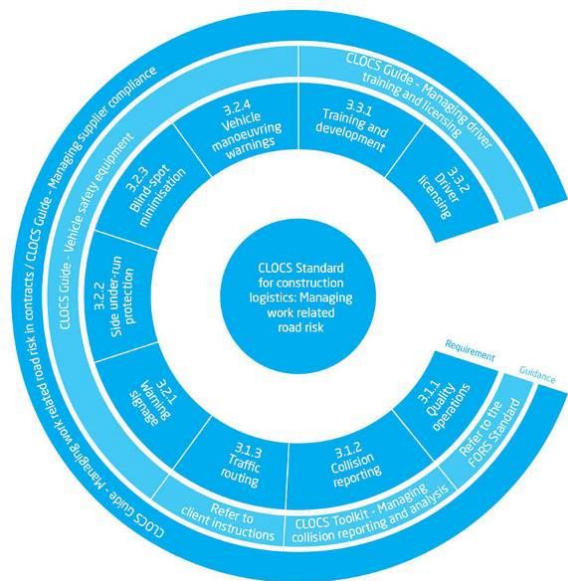 CLOCS Guide - Managing work related road risk in contracts / CLOCS Guide - Managing supplier compliance
CLOCS Guide - Vehicle safety equipment
CLOCS Guide - Managing driver
training and licensing
3.2.4
Vehicle
manoeuvring
warnings
3.3.1
Training and
development
3.2.3
Blind-spot
minimisation
3.3.2
Driver
licensing
3.2.2
Side under-run
protection
CLOCS Standard
for construction
logistics: Managing
work related
road risk
Requirement
Guidance
3.2.1
Warning
signage
3.1.3
Traffic
routing
3.1.2
Collision
reporting
3.1.1
Quality
operations
Refer to
client instructions
CLOCS Toolkit - Managing
collision reporting and analysis
Refer to the
FORS Standard